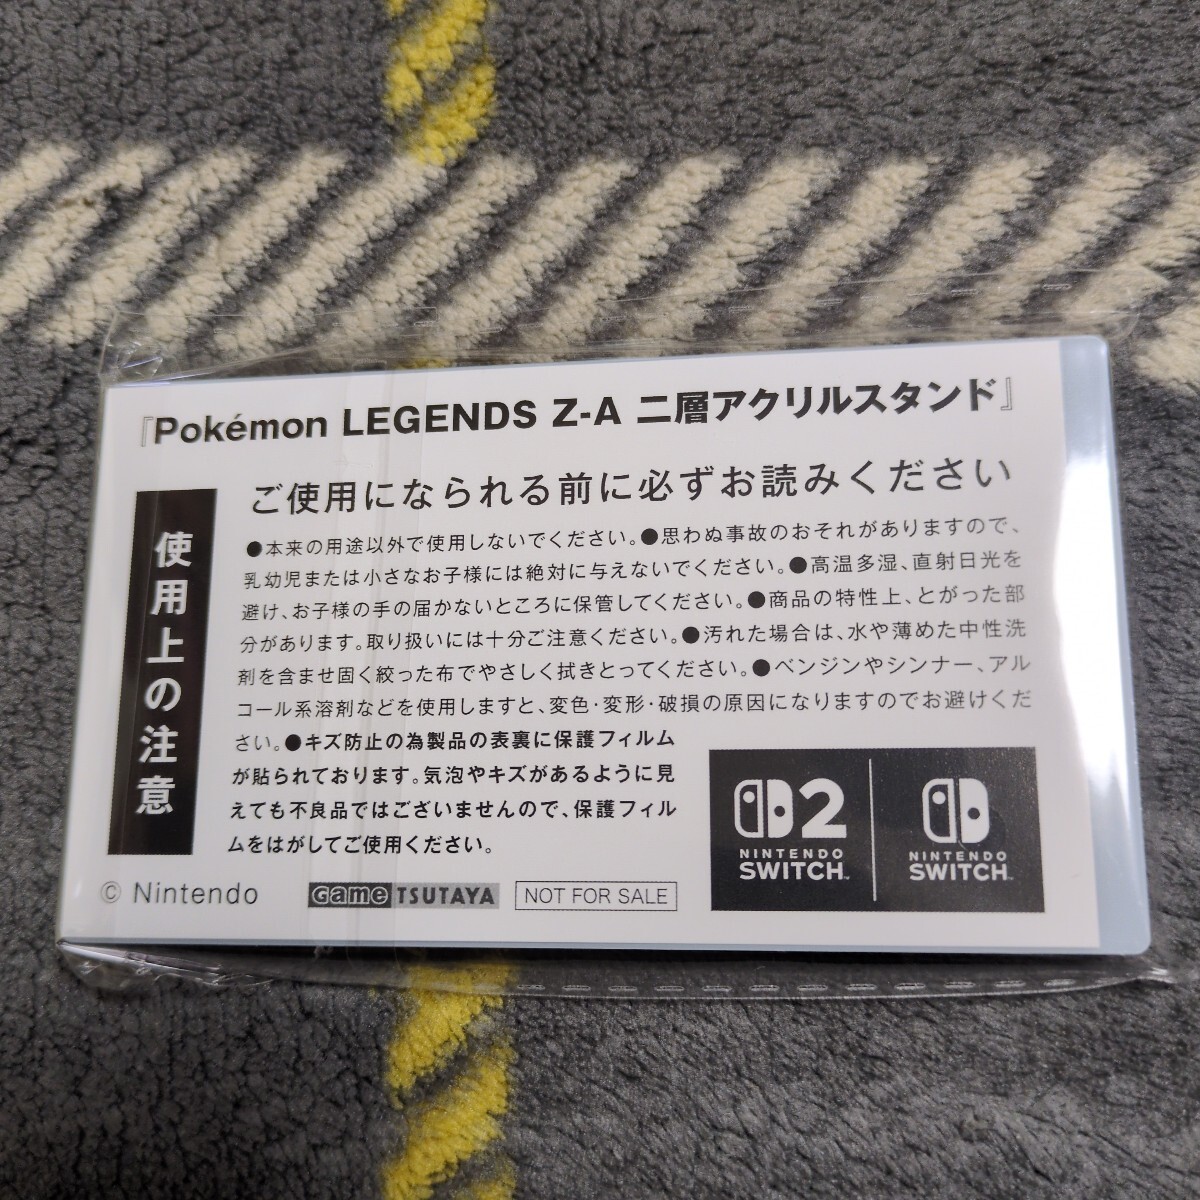 『Pokémon LEGENDS Z-A 二層アクリルスタンド』
使用上の注意
ご使用になられる前に必ずお読みください
●本来の用途以外で使用しないでください。●思わぬ事故のおそれがありますので、
乳幼児または小さなお子様には絶対に与えないでください。●高温多湿、直射日光を
避け、お子様の手の届かないところに保管してください。●商品の特性上、とがった部
分があります。取り扱いには十分ご注意ください。●汚れた場合は、水や薄めた中性洗
剤を含ませ固く絞った布でやさしく拭きとってください。●ベンジンやシンナー、アル
コール系溶剤などを使用しますと、変色・変形・破損の原因になりますのでお避けくだ
さい。●キズ防止の為製品の表裏に保護フィルム
が貼られております。気泡やキズがあるように見
えても不良品ではございませんので、保護フィル
ムをはがしてご使用ください。
© Nintendo
Game TSUTAYA
NOT FOR SALE
2
NINTENDO
SWITCH™
NINTENDO
SWITCH™